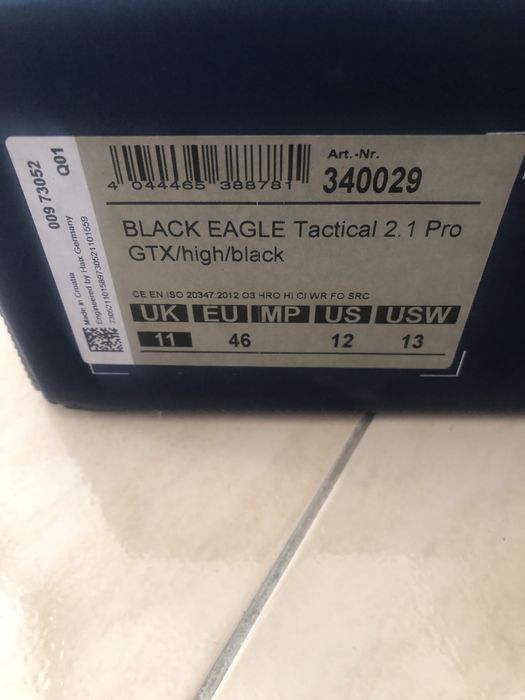 009 73052
Q01
Made in Croatia
Engineered by Haix Germany
4 044465 388781
Art.-Nr.
340029
BLACK EAGLE Tactical 2.1 Pro
GTX/high/black
CE EN ISO 20347:2012 O3 HRO HI CI WR FO SRC
UK EU MP US USW
11 46 12 13